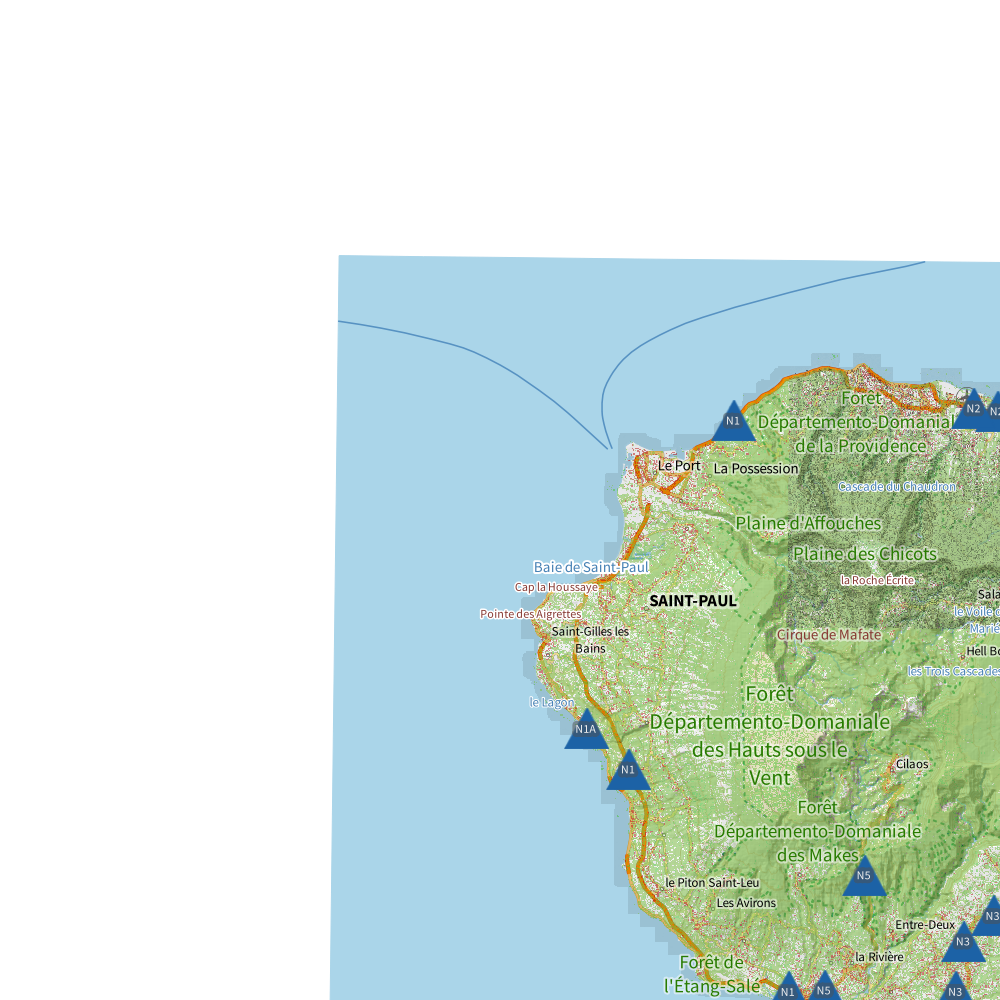 Forêt
Département-Domanial
de la Providence
N2
N1
Le Port
La Possession
Cascade du Chaudron
Plaine d'Affouches
Plaine des Chicots
Baie de Saint-Paul
Cap la Houssaye
la Roche Écrite
SAINT-PAUL
Pointe des Aigrettes
Saint-Gilles les
Bains
Cirque de Mafate
le Voile d
Marié
Hell Bo
les Trois Cascades
Forêt
Départemento-Domaniale
des Hauts sous le
Vent
le Lagon
N1A
N1
Cilaos
Forêt
Départemento-Domaniale
des Makes
N5
le Piton Saint-Leu
Les Avirons
Entre-Deux
N3
N3
la Rivière
Forêt de
l'Étang-Salé
N1
N5
N3